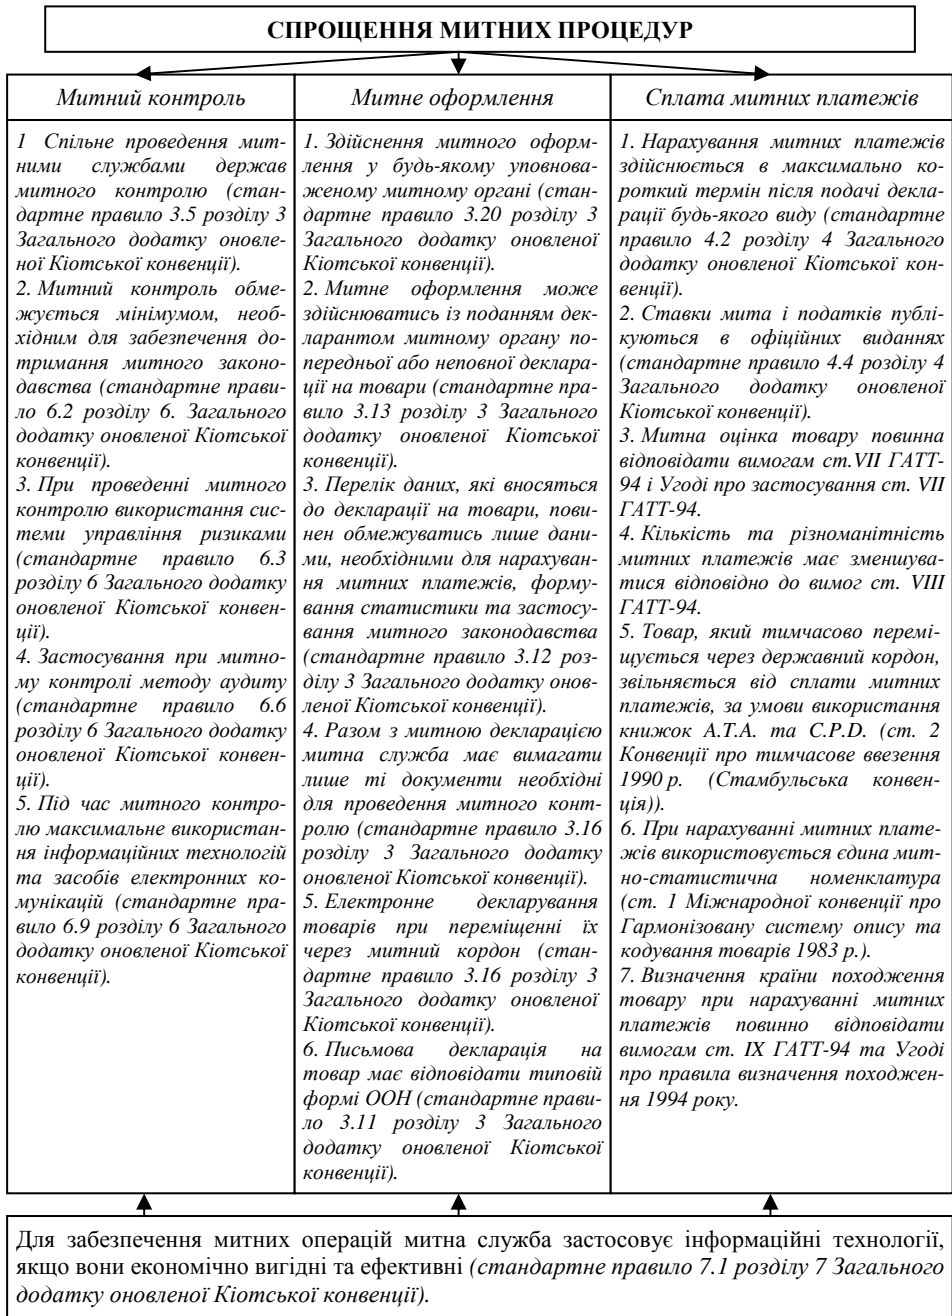 СПРОЩЕННЯ МИТНИХ ПРОЦЕДУР
Митний контроль
1 Спільне проведення мит-
ними службами держав
митного контролю (стан-
дартне правило 3.5 розділу 3
Загального додатку оновле-
ної Кіотської конвенції).
2. Митний контроль обме-
жується мінімумом, необ-
хідним для забезпечення до-
тримання митного законо-
давства (стандартне прави-
ло 6.2 розділу 6. Загального
додатку оновленої Кіотської
конвенції).
3. При проведенні митного
контролю використання сис-
теми управління ризиками
(стандартне правило 6.3
розділу 6 Загального додатку
оновленої Кіотської конвен-
ції).
4. Застосування при митно-
му контролі методу аудиту
(стандартне правило 6.6
розділу 6 Загального додатку
оновленої Кіотської конвен-
ції).
5. Під час митного контро-
лю максимальне використан-
ня інформаційних технологій
та засобів електронних ко-
мунікацій (стандартне пра-
вило 6.9 розділу 6 Загального
додатку оновленої Кіотської
конвенції).
Митне оформлення
1. Здійснення митного оформ-
лення у будь-якому уповнова-
женому митному органі (стан-
дартне правило 3.20 розділу 3
Загального додатку оновленої
Кіотської конвенції).
2. Митне оформлення може
здійснюватись із поданням дек-
ларантом митному органу по-
передньої або неповної деклара-
ції на товари (стандартне пра-
вило 3.13 розділу 3 Загального
додатку оновленої Кіотської
конвенції).
3. Перелік даних, які вносяться
до декларації на товари, пови-
нен обмежуватись лише дани-
ми, необхідними для нарахуван-
ня митних платежів, форму-
вання статистики та застосу-
вання митного законодавства
(стандартне правило 3.12 роз-
ділу 3 Загального додатку онов-
леної Кіотської конвенції).
4. Разом з митною декларацією
митна служба має вимагати
лише ті документи необхідні
для проведення митного конт-
ролю (стандартне правило 3.16
розділу 3 Загального додатку
оновленої Кіотської конвенції).
5. Електронне декларування
товарів при переміщенні їх
через митний кордон (стан-
дартне правило 3.16 розділу 3
Загального додатку оновленої
Кіотської конвенції).
6. Письмова декларація на
товар має відповідати типовій
формі ООН (стандартне прави-
ло 3.11 розділу 3 Загального
додатку оновленої Кіотської
конвенції).
Сплата митних платежів
1. Нарахування митних платежів
здійснюється в максимально ко-
роткий термін після подачі декла-
рації будь-якого виду (стандартне
правило 4.2 розділу 4 Загального
додатку оновленої Кіотської кон-
венції).
2. Ставки мита і податків публі-
куються в офіційних виданнях
(стандартне правило 4.4 розділу 4
Загального додатку оновленої
Кіотської конвенції).
3. Митна оцінка товару повинна
відповідати вимогам ст.VII ГАТТ-
94 і Угоді про застосування ст. VII
ГАТТ-94.
4. Кількість та різноманітність
митних платежів має зменшува-
тися відповідно до вимог ст. VIII
ГАТТ-94.
5. Товар, який тимчасово перемі-
щується через державний кордон,
звільняється від сплати митних
платежів, за умови використання
книжок А.Т.А. та C.P.D. (ст. 2
Конвенції про тимчасове ввезення
1990 р. (Стамбульська конвен-
ція)).
6. При нарахуванні митних плате-
жів використовується єдина мит-
но-статистична номенклатура
(ст. 1 Міжнародної конвенції про
Гармонізовану систему опису та
кодування товарів 1983 р.).
7. Визначення країни походження
товару при нарахуванні митних
платежів повинно відповідати
вимогам ст. IX ГАТТ-94 та Угоді
про правила визначення походжен-
ня 1994 року.
Для забезпечення митних операцій митна служба застосовує інформаційні технології,
якщо вони економічно вигідні та ефективні (стандартне правило 7.1 розділу 7 Загального
додатку оновленої Кіотської конвенції).